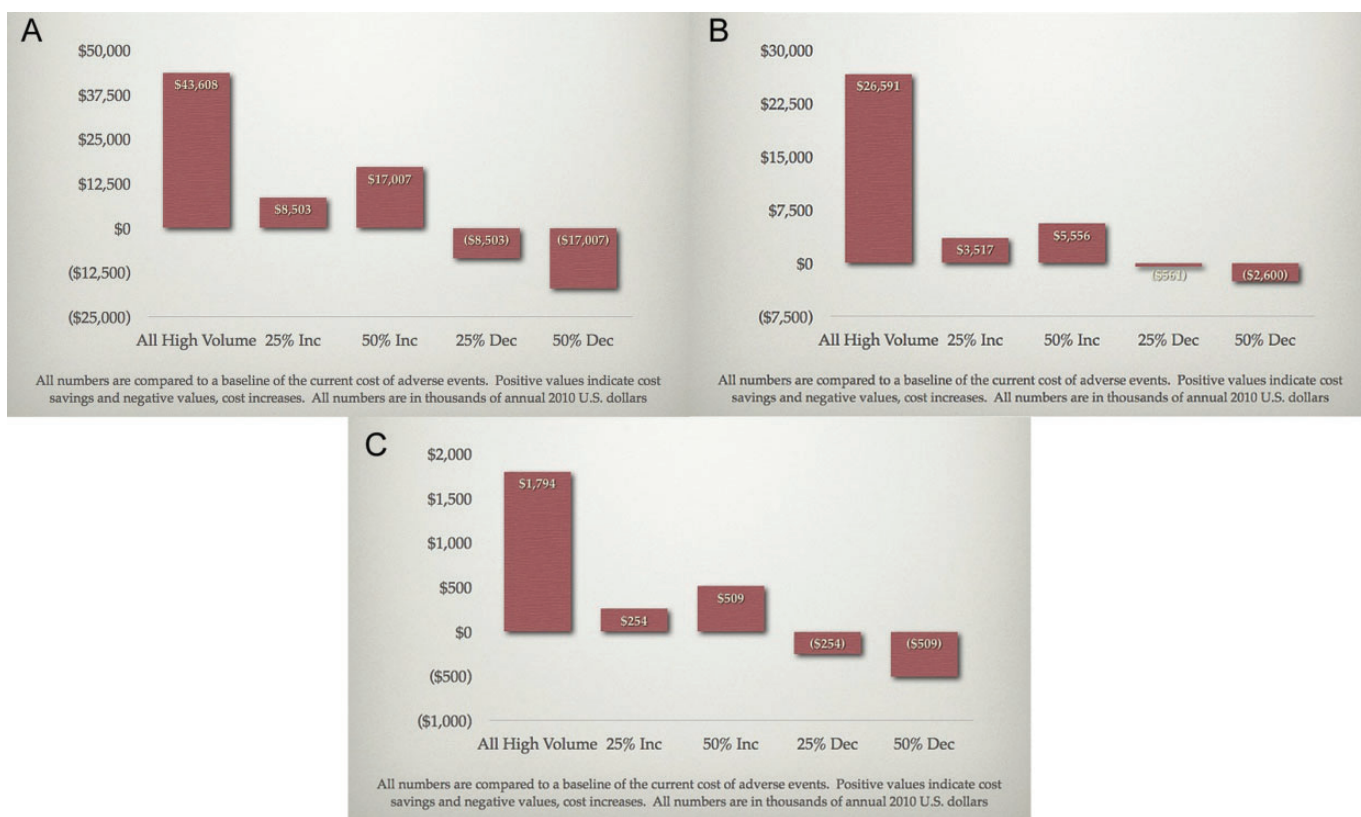 A
$50,000
$37,500
$25,000
$12,500
$0
($12,500)
($25,000)
$43,608
$8,503
$17,007
($8,503)
($17,007)
All High Volume 25% Inc 50% Inc 25% Dec 50% Dec
All numbers are compared to a baseline of the current cost of adverse events. Positive values indicate cost
savings and negative values, cost increases. All numbers are in thousands of annual 2010 U.S. dollars
B
$30,000
$22,500
$15,000
$7,500
$0
($7,500)
$26,591
$3,517
$5,556
($561)
($2,600)
All High Volume 25% Inc 50% Inc 25% Dec 50% Dec
All numbers are compared to a baseline of the current cost of adverse events. Positive values indicate cost
savings and negative values, cost increases. All numbers are in thousands of annual 2010 U.S. dollars
C
$2,000
$1,500
$1,000
$500
$0
($500)
($1,000)
$1,794
$254
$509
($254)
($509)
All High Volume 25% Inc 50% Inc 25% Dec 50% Dec
All numbers are compared to a baseline of the current cost of adverse events. Positive values indicate cost
savings and negative values, cost increases. All numbers are in thousands of annual 2010 U.S. dollars